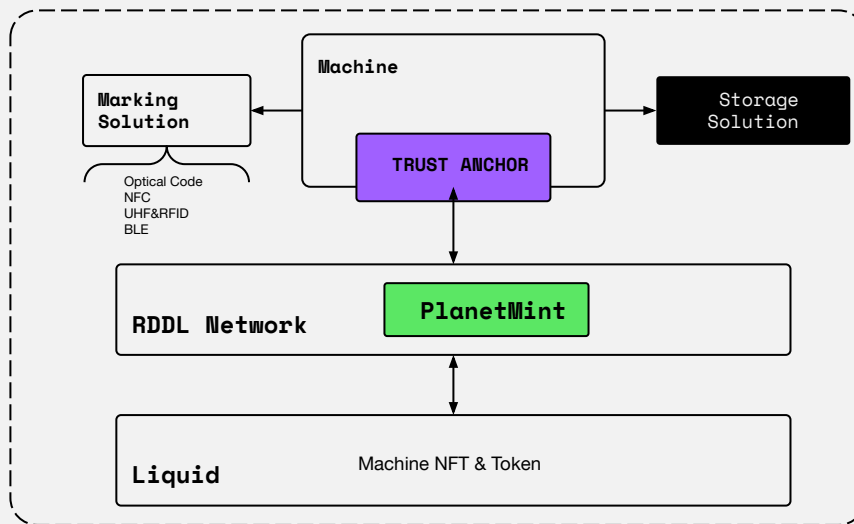 Machine
Marking
Solution
Storage
Solution
TRUST ANCHOR
Optical Code
NFC
UHF&RFID
BLE
RDDL Network
PlanetMint
Liquid
Machine NFT & Token